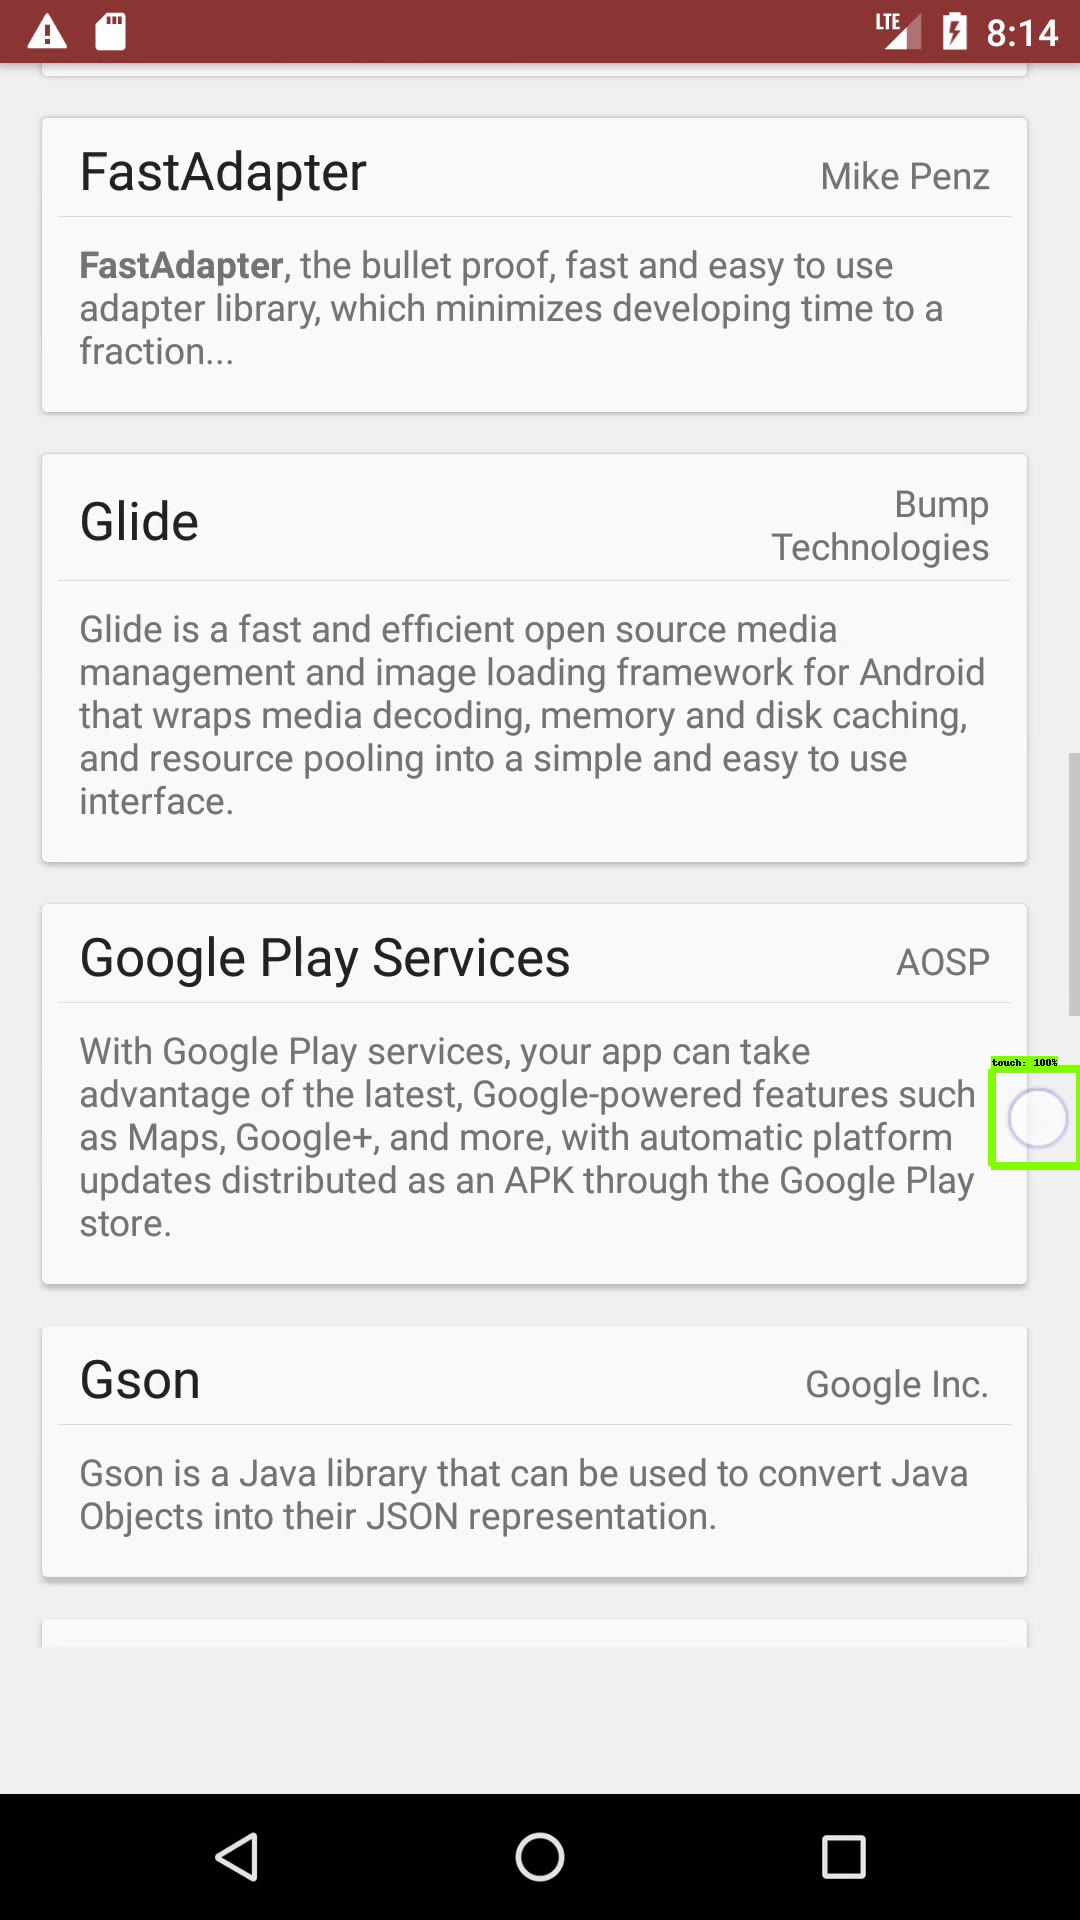 LTE 8:14
FastAdapter Mike Penz
FastAdapter, the bullet proof, fast and easy to use
adapter library, which minimizes developing time to a
fraction...
Glide
Bump
Technologies
Glide is a fast and efficient open source media
management and image loading framework for Android
that wraps media decoding, memory and disk caching,
and resource pooling into a simple and easy to use
interface.
Google Play Services AOSP
With Google Play services, your app can take
advantage of the latest, Google-powered features such
as Maps, Google+, and more, with automatic platform
updates distributed as an APK through the Google Play
store.
touch: 100%
Gson Google Inc.
Gson is a Java library that can be used to convert Java
Objects into their JSON representation.